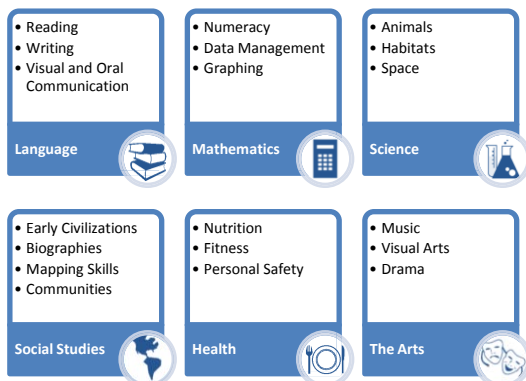 • Reading
• Writing
• Visual and Oral
Communication
Language
• Numeracy
• Data Management
• Graphing
Mathematics
• Animals
• Habitats
• Space
Science
• Early Civilizations
• Biographies
• Mapping Skills
• Communities
Social Studies
• Nutrition
• Fitness
• Personal Safety
Health
• Music
• Visual Arts
• Drama
The Arts